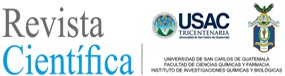 Revista
Científica
USAC
TRICENTENARIA
Universidad de San Carlos de Guatemala
UNIVERSIDAD DE SAN CARLOS DE GUATEMALA
FACULTAD DE CIENCIAS QUÍMICAS Y FARMACIA
INSTITUTO DE INVESTIGACIONES QUÍMICAS Y BIOLÓGICAS